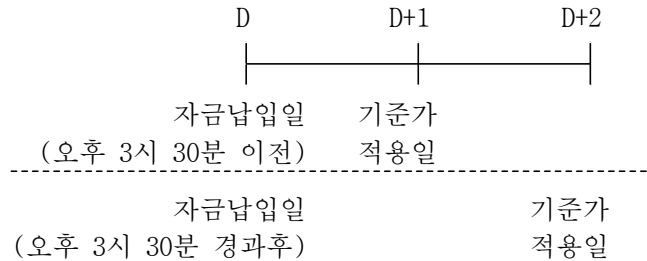 D D+1 D+2
자금납입일 기준가
(오후 3시 30분 이전) 적용일
자금납입일 기준가
(오후 3시 30분 경과후) 적용일